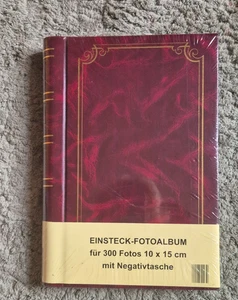 EINSTECK-FOTOALBUM
für 300 Fotos 10 x 15 cm
mit Negativtasche